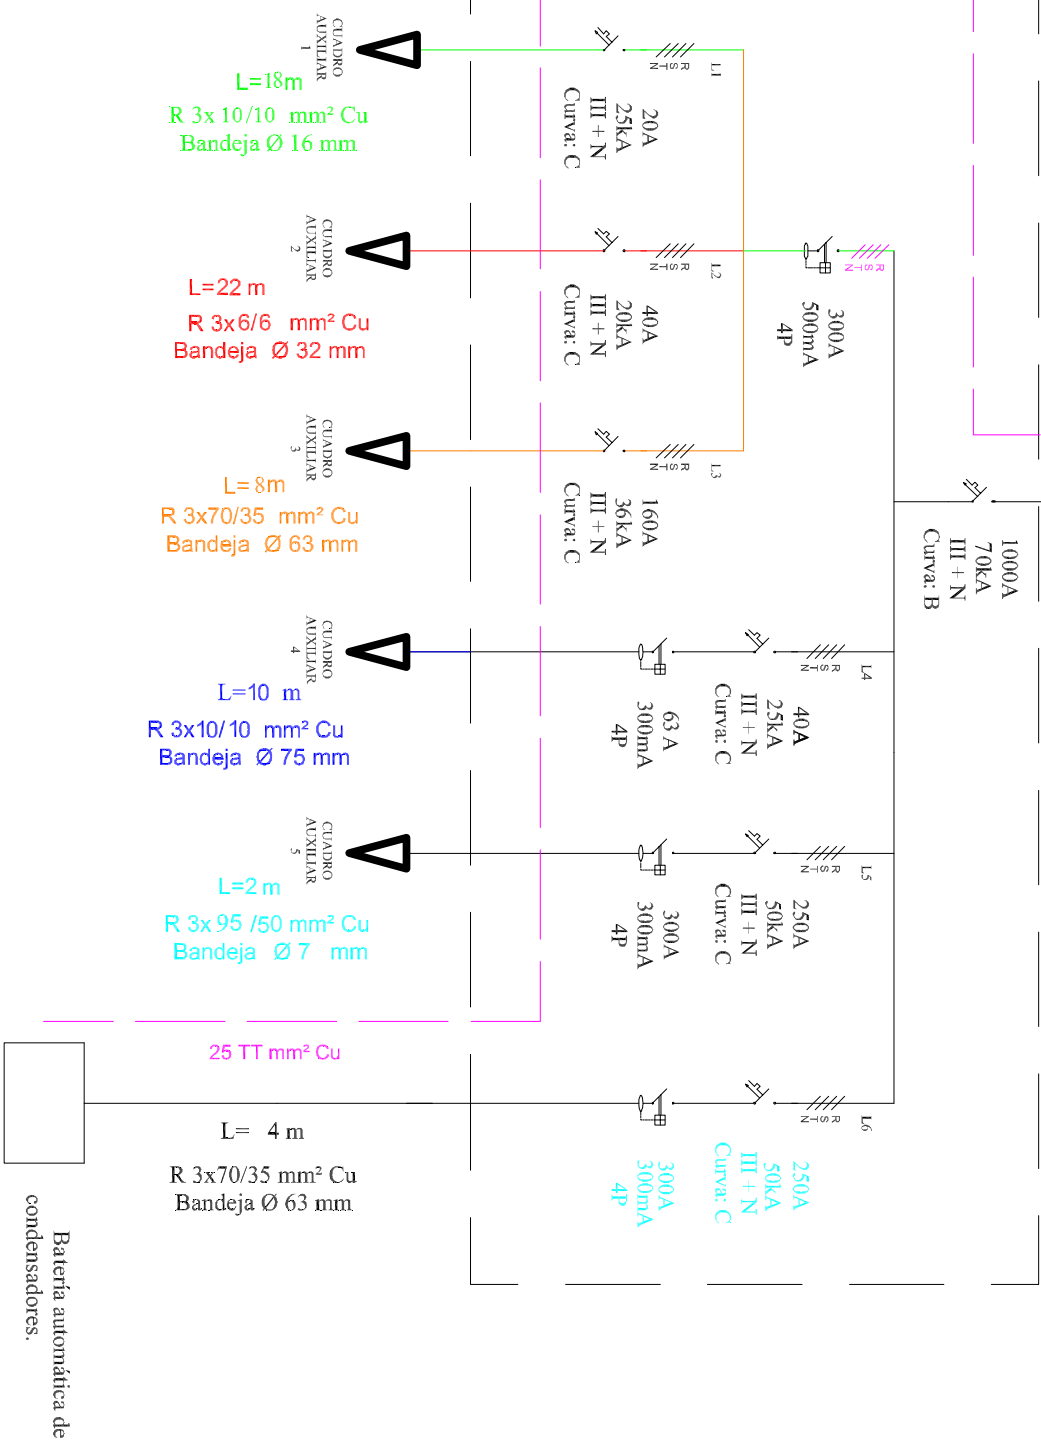 CUADRO
AUXILIAR
1
L=18m
R 3x 10/10 mm² Cu
Bandeja Ø 16 mm
20A
25kA
III + N
Curva: C
L1
R
S
T
N
CUADRO
AUXILIAR
2
L=22 m
R 3x6/6 mm² Cu
Bandeja Ø 32 mm
40A
20kA
III + N
Curva: C
L2
R
S
T
N
300A
500mA
4P
R
S
T
N
CUADRO
AUXILIAR
3
L=8m
R 3x70/35 mm² Cu
Bandeja Ø 63 mm
160A
36kA
III + N
Curva: C
L3
R
S
T
N
1000A
70kA
III + N
Curva: B
CUADRO
AUXILIAR
4
L=10 m
R 3x10/10 mm² Cu
Bandeja Ø 75 mm
63 A
300mA
4P
40A
25kA
III + N
Curva: C
L4
R
S
T
N
CUADRO
AUXILIAR
5
L=2 m
R 3x 95 /50 mm² Cu
Bandeja Ø 7 mm
300A
300mA
4P
250A
50kA
III + N
Curva: C
L5
R
S
T
N
25 TT mm² Cu
L= 4 m
R 3x70/35 mm² Cu
Bandeja Ø 63 mm
300A
300mA
4P
250A
50kA
III + N
Curva: C
L6
R
S
T
N
Batería automática de
condensadores.